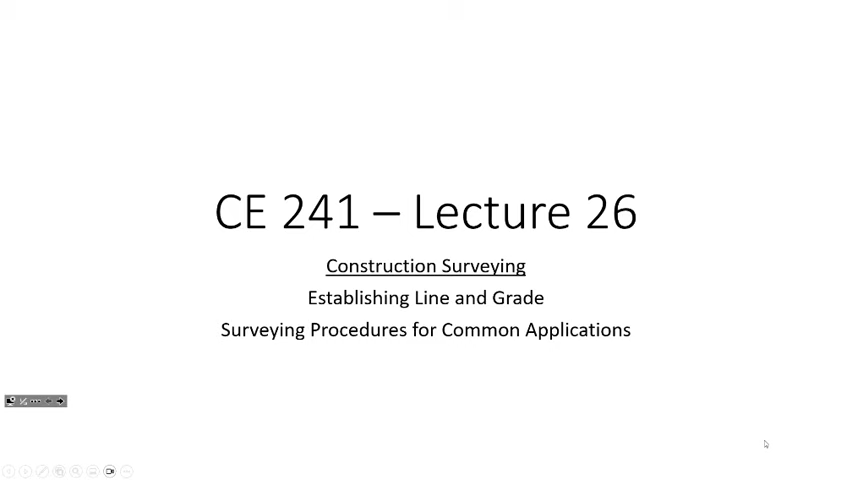 CE 241 – Lecture 26
Construction Surveying
Establishing Line and Grade
Surveying Procedures for Common Applications